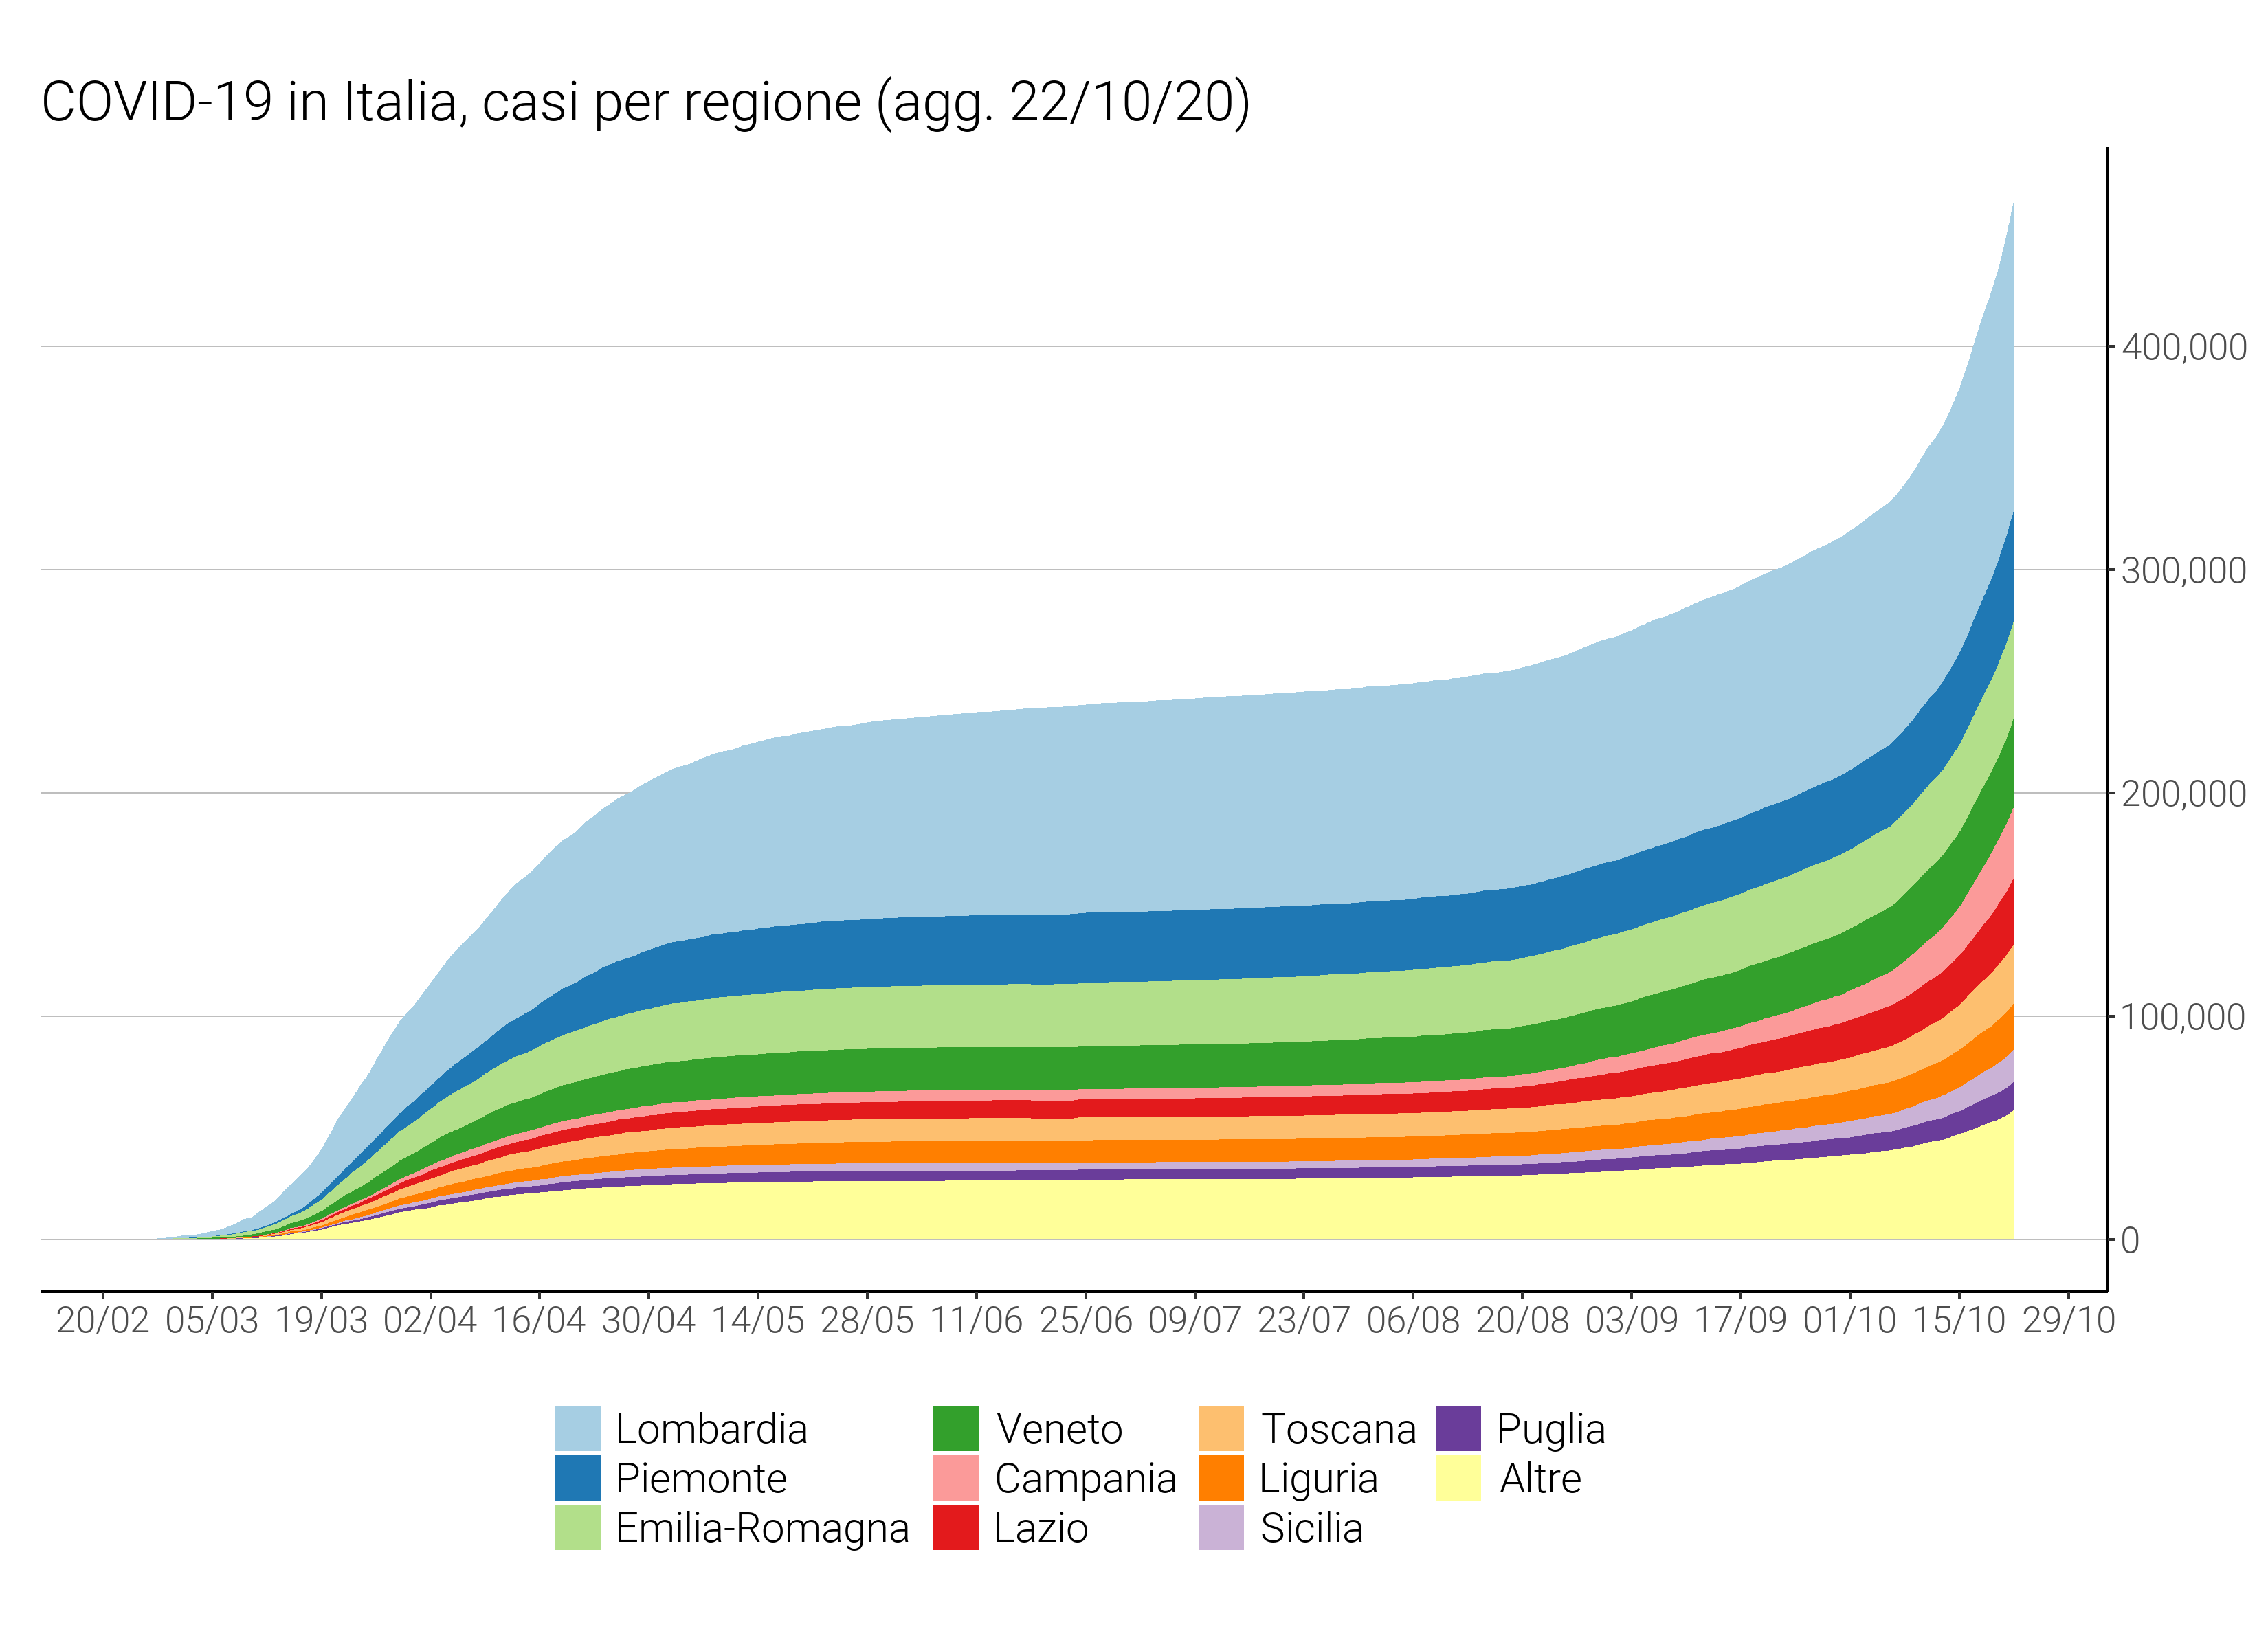 COVID-19 in Italia, casi per regione (agg. 22/10/20)
400,000
300,000
200,000
100,000
0
20/02 05/03 19/03 02/04 16/04 30/04 14/05 28/05 11/06 25/06 09/07 23/07 06/08 20/08 03/09 17/09 01/10 15/10 29/10
Lombardia Veneto Toscana Puglia
Piemonte Campania Liguria Altre
Emilia-Romagna Lazio Sicilia